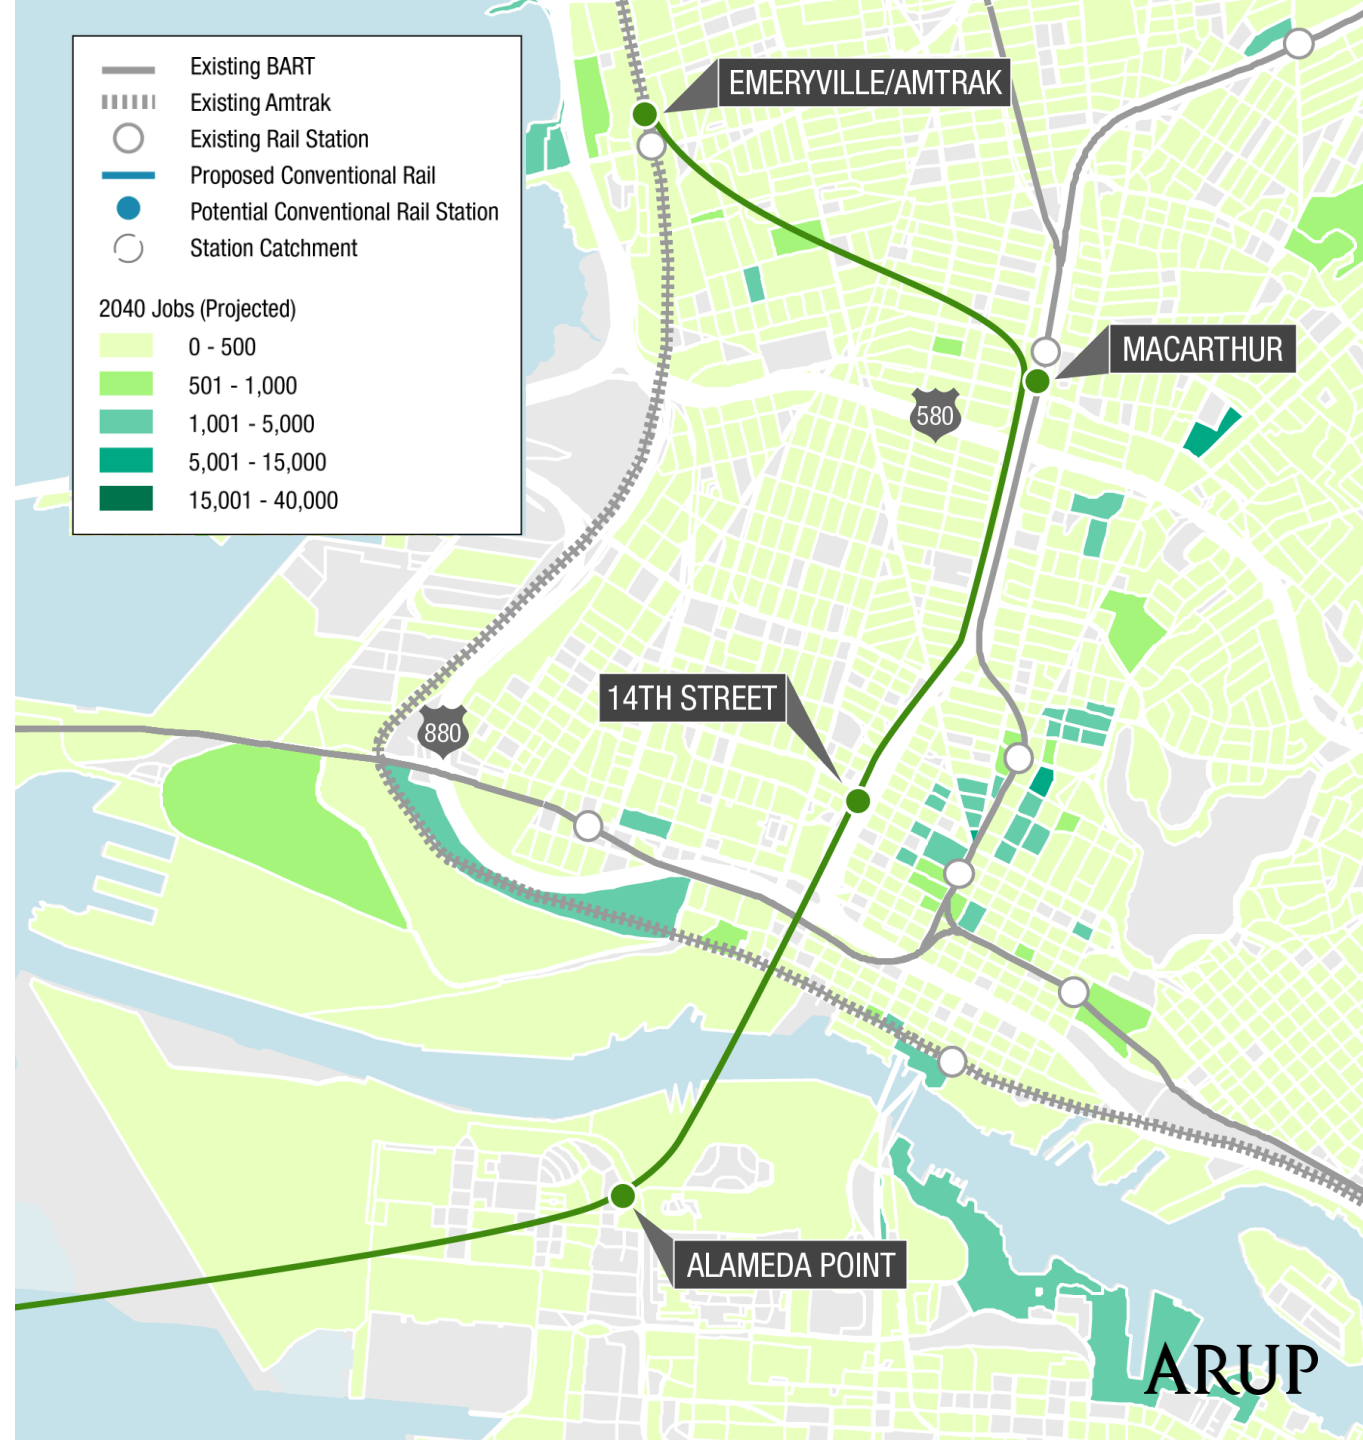 Existing BART
Existing Amtrak
Existing Rail Station
Proposed Conventional Rail
Potential Conventional Rail Station
Station Catchment
2040 Jobs (Projected)
0 - 500
501 - 1,000
1,001 - 5,000
5,001 - 15,000
15,001 - 40,000
EMERYVILLE/AMTRAK
MACARTHUR
580
14TH STREET
880
ALAMEDA POINT
ARUP